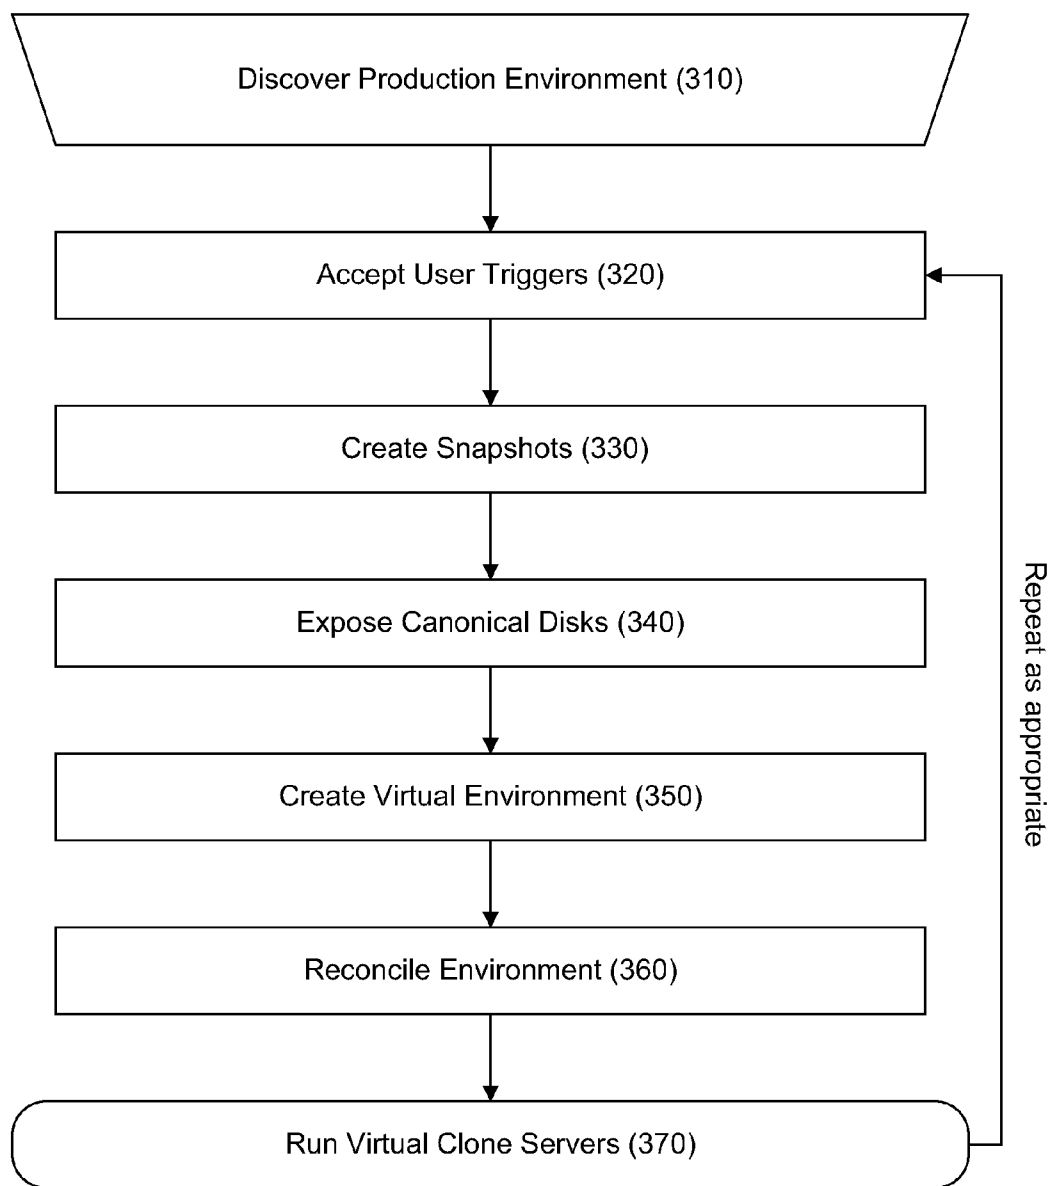 Discover Production Environment (310)
Accept User Triggers (320)
Create Snapshots (330)
Expose Canonical Disks (340)
Create Virtual Environment (350)
Reconcile Environment (360)
Run Virtual Clone Servers (370)
Repeat as appropriate